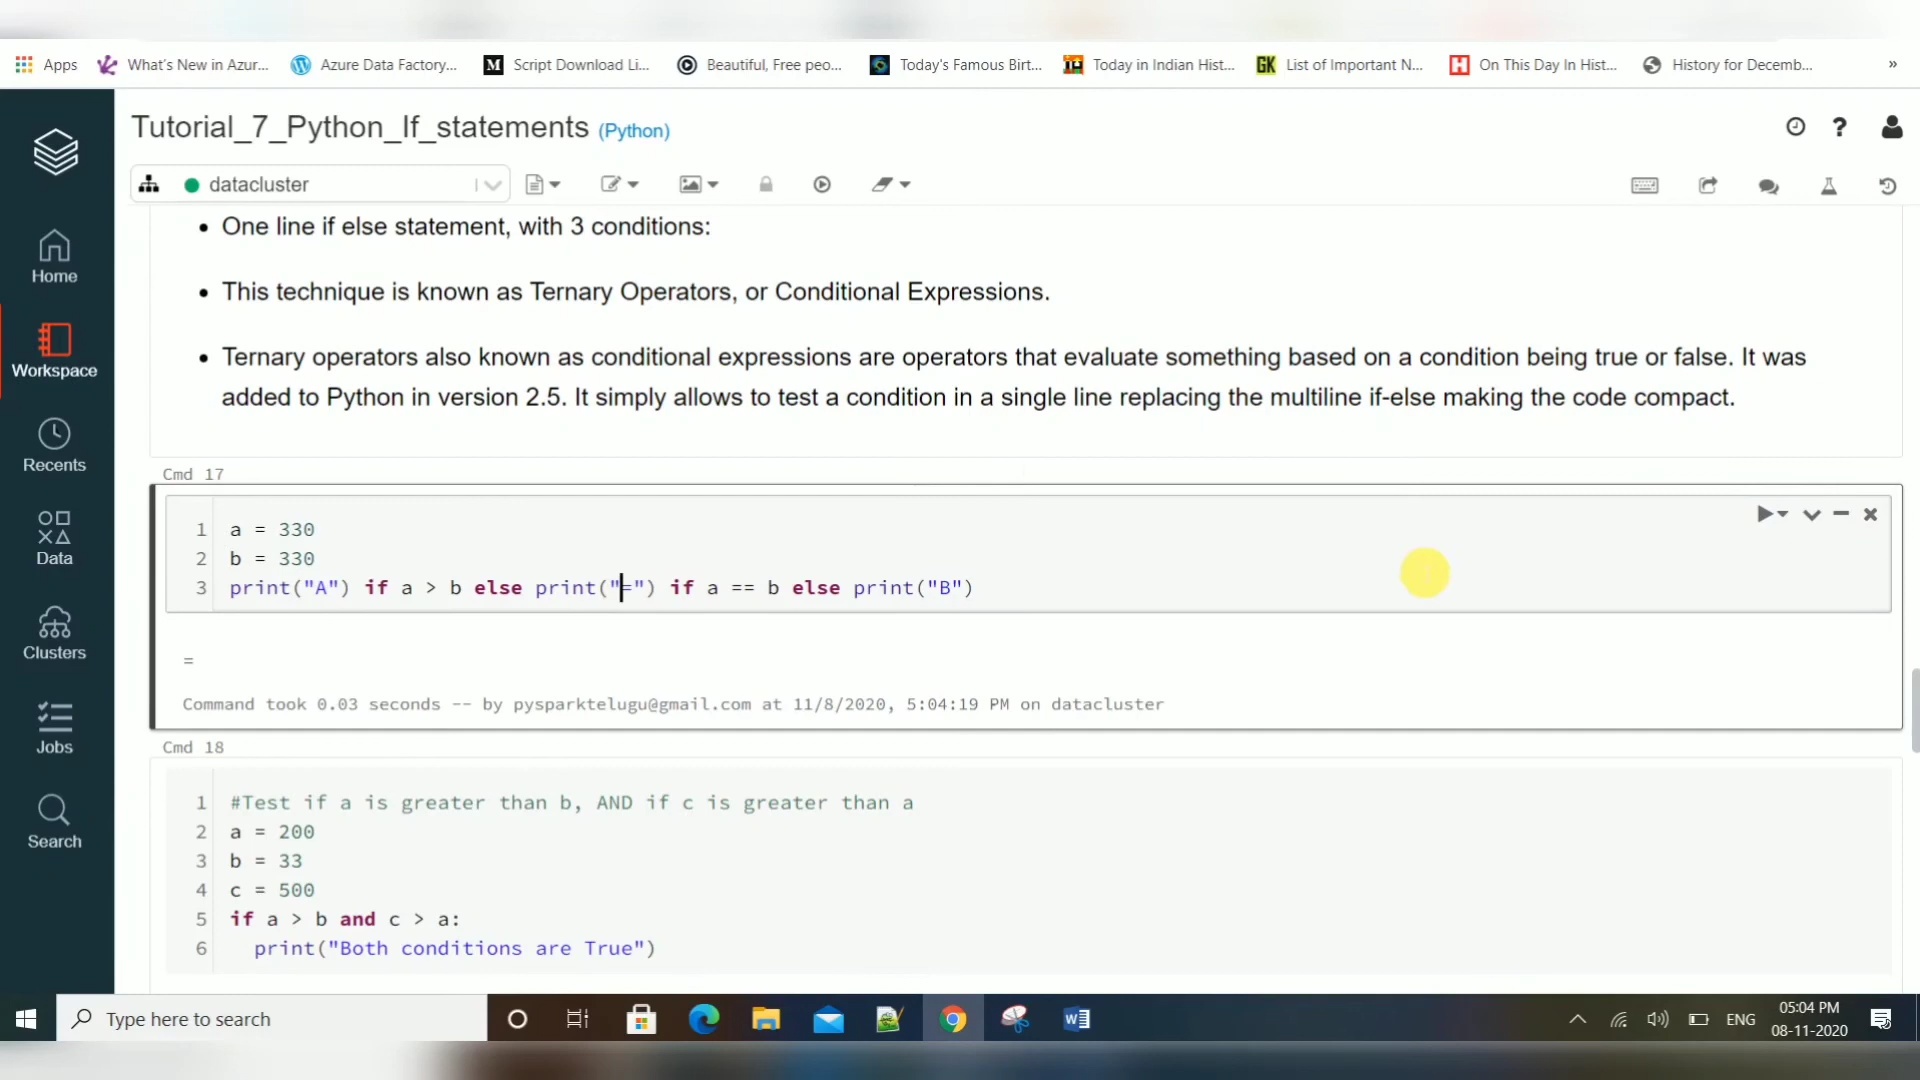 Apps What's New in Azur... Azure Data Factory... M Script Download Li... Beautiful, Free peo... Today's Famous Birt... Today in Indian Hist... GK List of Important N... H On This Day In Hist... History for Decemb... »
Tutorial_7_Python_If_statements (Python)
datacluster
Home
Workspace
Recents
Data
Clusters
Jobs
Search
• One line if else statement, with 3 conditions:
• This technique is known as Ternary Operators, or Conditional Expressions.
• Ternary operators also known as conditional expressions are operators that evaluate something based on a condition being true or false. It was
added to Python in version 2.5. It simply allows to test a condition in a single line replacing the multiline if-else making the code compact.
Cmd 17
1 a = 330
2 b = 330
3 print("A") if a > b else print("=") if a == b else print("B")
=
Command took 0.03 seconds -- by pysparktelugu@gmail.com at 11/8/2020, 5:04:19 PM on datacluster
Cmd 18
1 #Test if a is greater than b, AND if c is greater than a
2 a = 200
3 b = 33
4 c = 500
5 if a > b and c > a:
6 print("Both conditions are True")
Type here to search
ENG
05:04 PM
08-11-2020